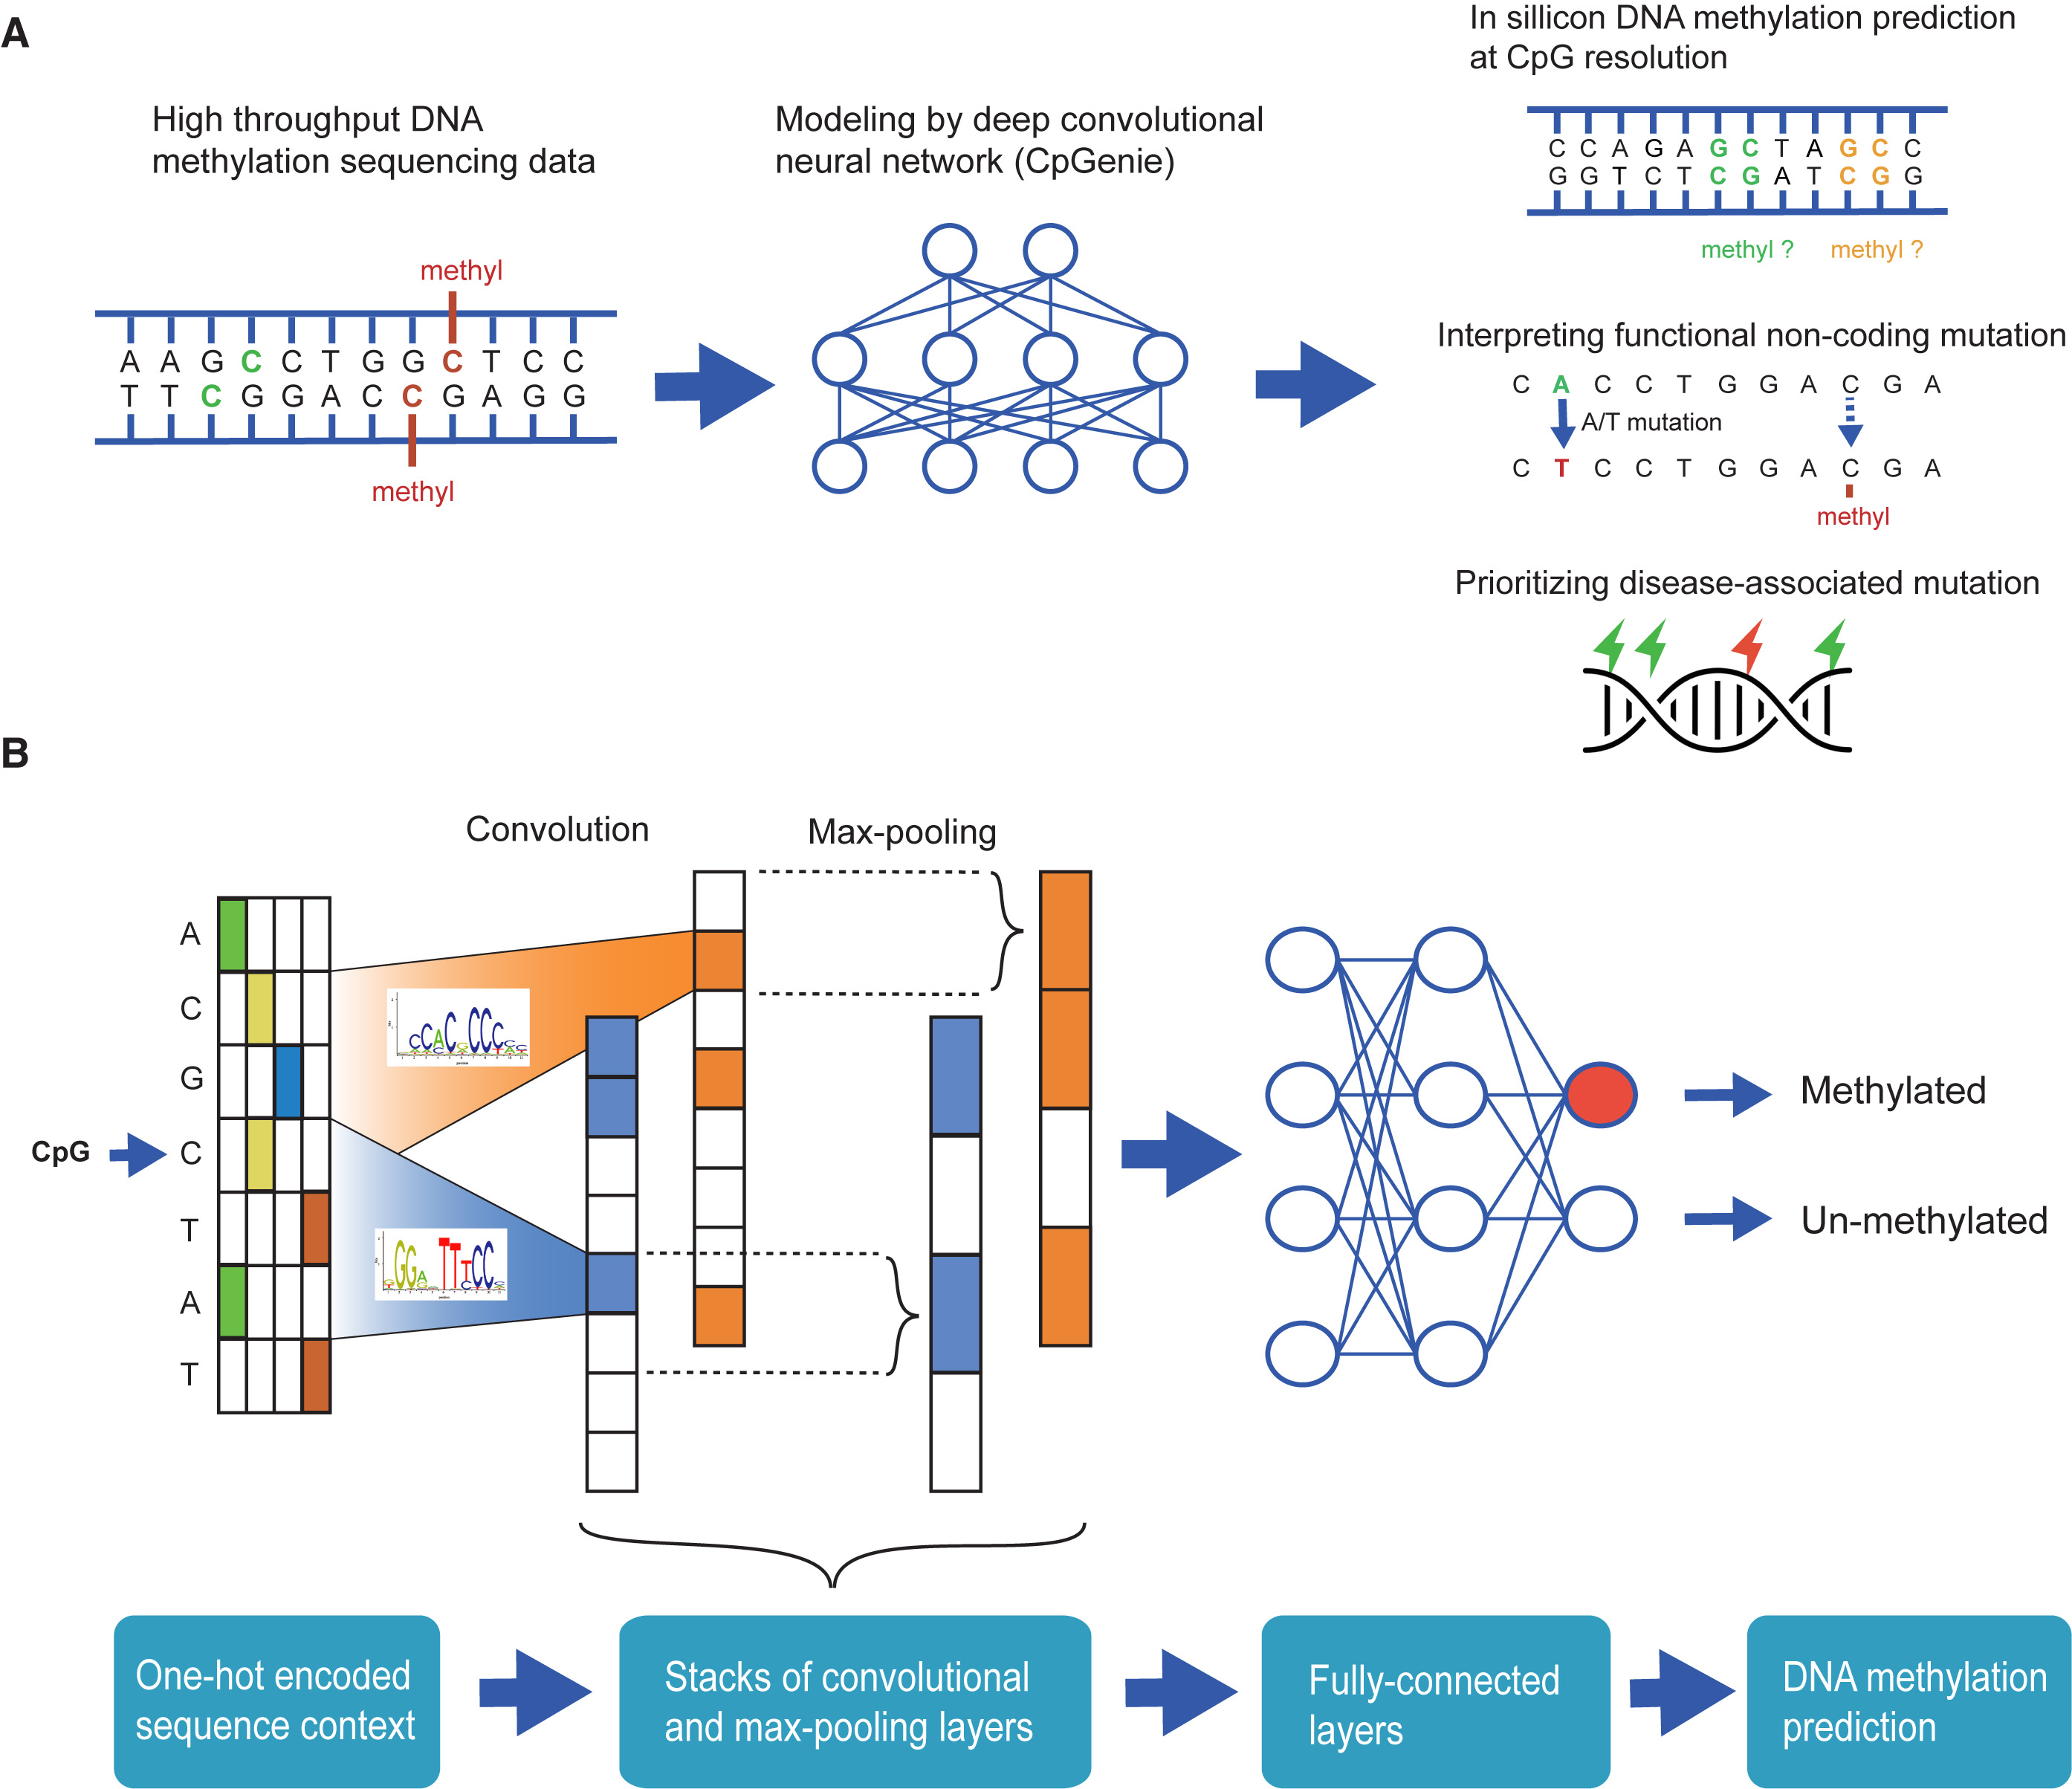 A
High throughput DNA
methylation sequencing data
methyl
A A G C C T G G C T C C
T T C G G A C C G A G G
methyl
Modeling by deep convolutional
neural network (CpGenie)
In sillicon DNA methylation prediction
at CpG resolution
C C A G A G C T A G C C
G G T C T C G A T C G G
methyl ? methyl ?
Interpreting functional non-coding mutation
C A C C T G G A C G A
A/T mutation
C T C C T G G A C G A
methyl
Prioritizing disease-associated mutation
B
Convolution
Max-pooling
A
C
G
CpG
C
T
A
T
Methylated
Un-methylated
One-hot encoded
sequence context
Stacks of convolutional
and max-pooling layers
Fully-connected
layers
DNA methylation
prediction